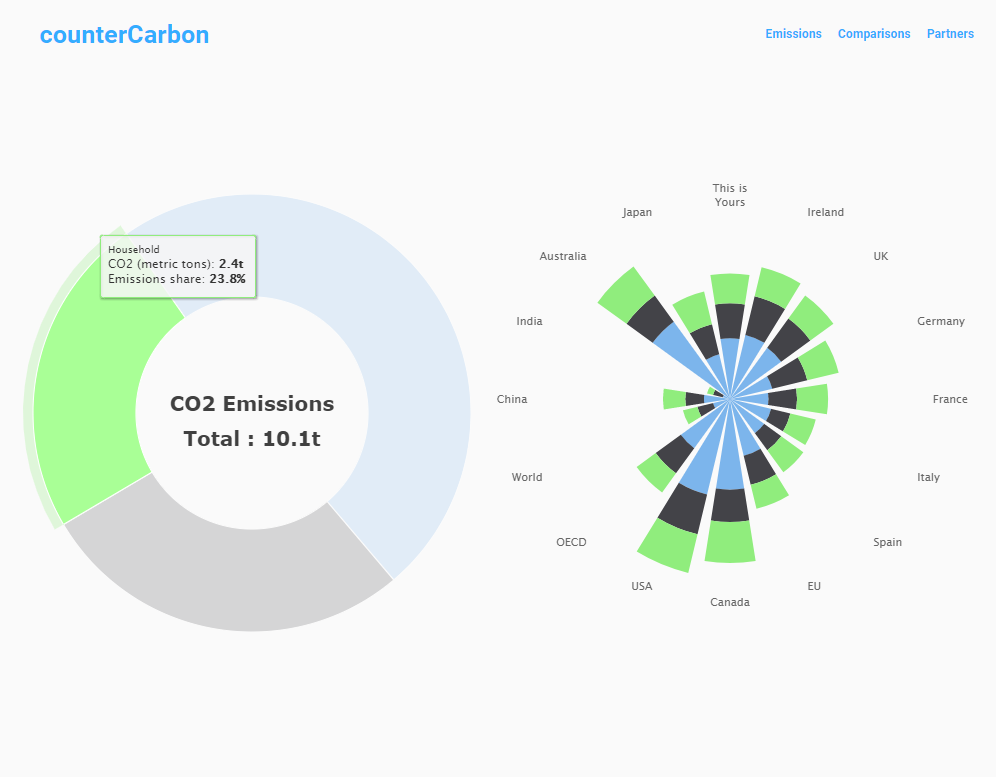 counterCarbon
Emissions Comparisons Partners
Household
CO2 (metric tons): 2.4t
Emissions share: 23.8%
CO2 Emissions
Total : 10.1t
This is
Yours
Ireland
UK
Germany
France
Italy
Spain
EU
Canada
USA
OECD
World
China
India
Australia
Japan